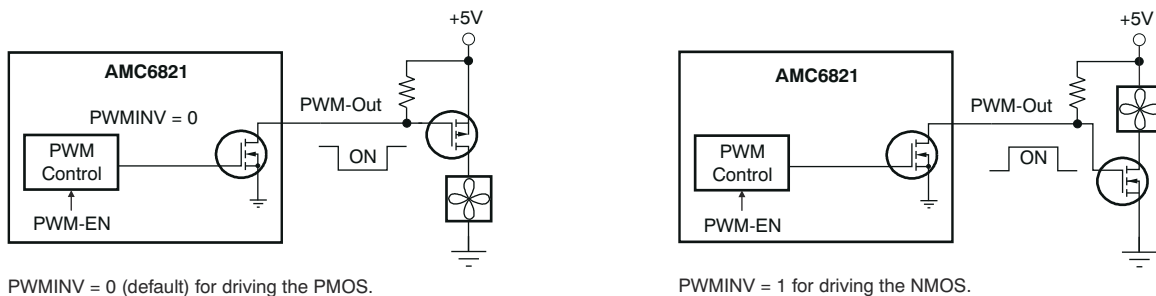 +5V
AMC6821
PWMINV = 0
PWM-Out
PWM
Control
ON
PWM-EN
PWMINV = 0 (default) for driving the PMOS.
+5V
AMC6821
PWM-Out
PWM
Control
ON
PWM-EN
PWMINV = 1 for driving the NMOS.